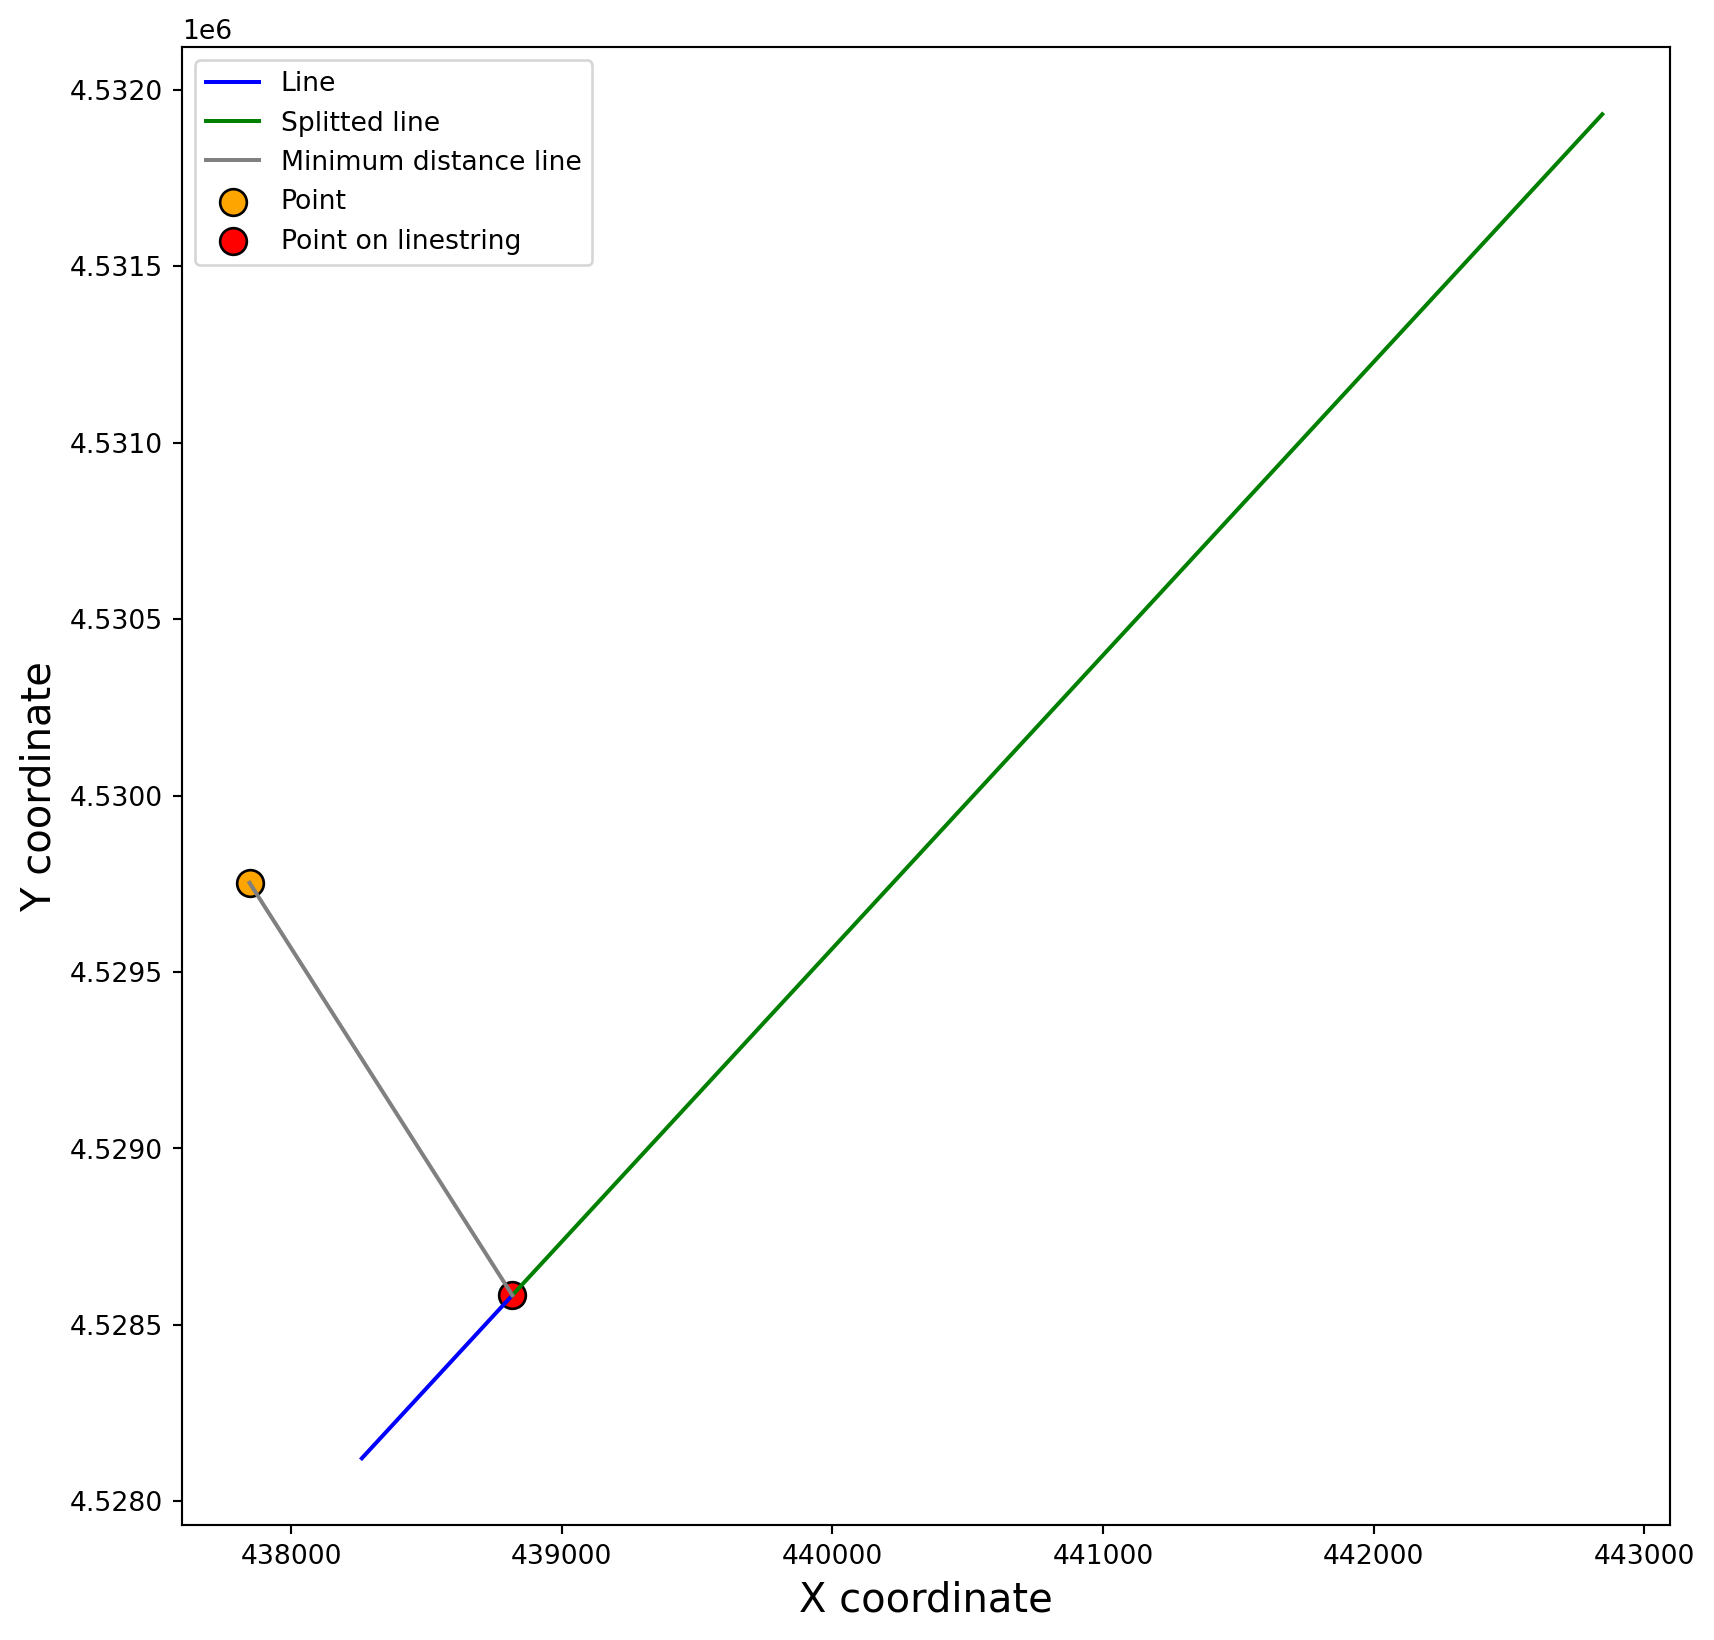 1e6
Line
Splitted line
Minimum distance line
Point
Point on linestring
4.5320
4.5315
4.5310
4.5305
4.5300
4.5295
4.5290
4.5285
4.5280
Y coordinate
438000 439000 440000 441000 442000 443000
X coordinate